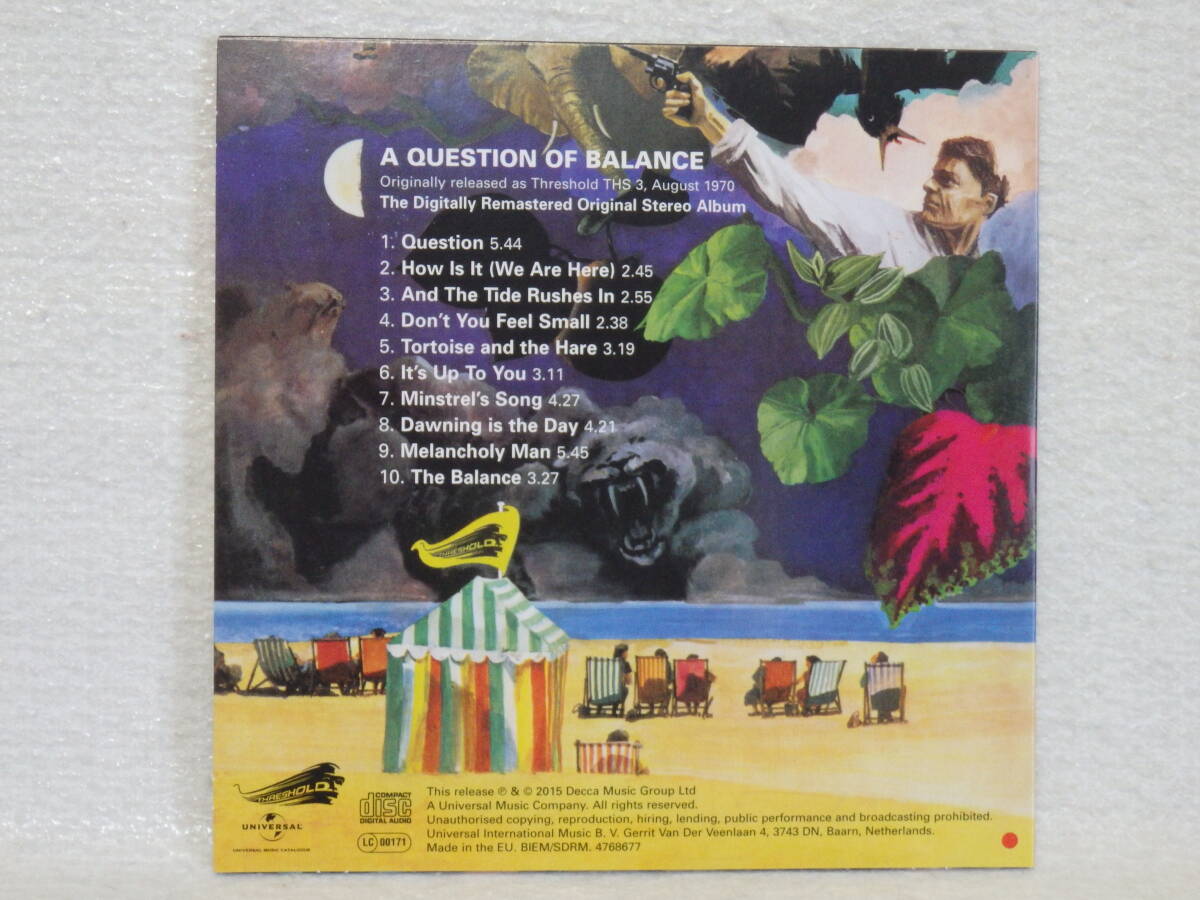 A QUESTION OF BALANCE
Originally released as Threshold THS 3, August 1970
The Digitally Remastered Original Stereo Album
1. Question 5.44
2. How Is It (We Are Here) 2.45
3. And The Tide Rushes In 2.55
4. Don't You Feel Small 2.38
5. Tortoise and the Hare 3.19
6. It's Up To You 3.11
7. Minstrel's Song 4.27
8. Dawning is the Day 4.21
9. Melancholy Man 5.45
10. The Balance 3.27
THRESHOLD
THRESHOLD
UNIVERSAL
UNIVERSAL MUSIC CATALOGUE
COMPACT
disc
DIGITAL AUDIO
LC 00171
This release ℗ & © 2015 Decca Music Group Ltd
A Universal Music Company. All rights reserved.
Unauthorised copying, reproduction, hiring, lending, public performance and broadcasting prohibited.
Universal International Music B. V. Gerrit Van Der Veenlaan 4, 3743 DN, Baarn, Netherlands.
Made in the EU. BIEM/SDRM. 4768677